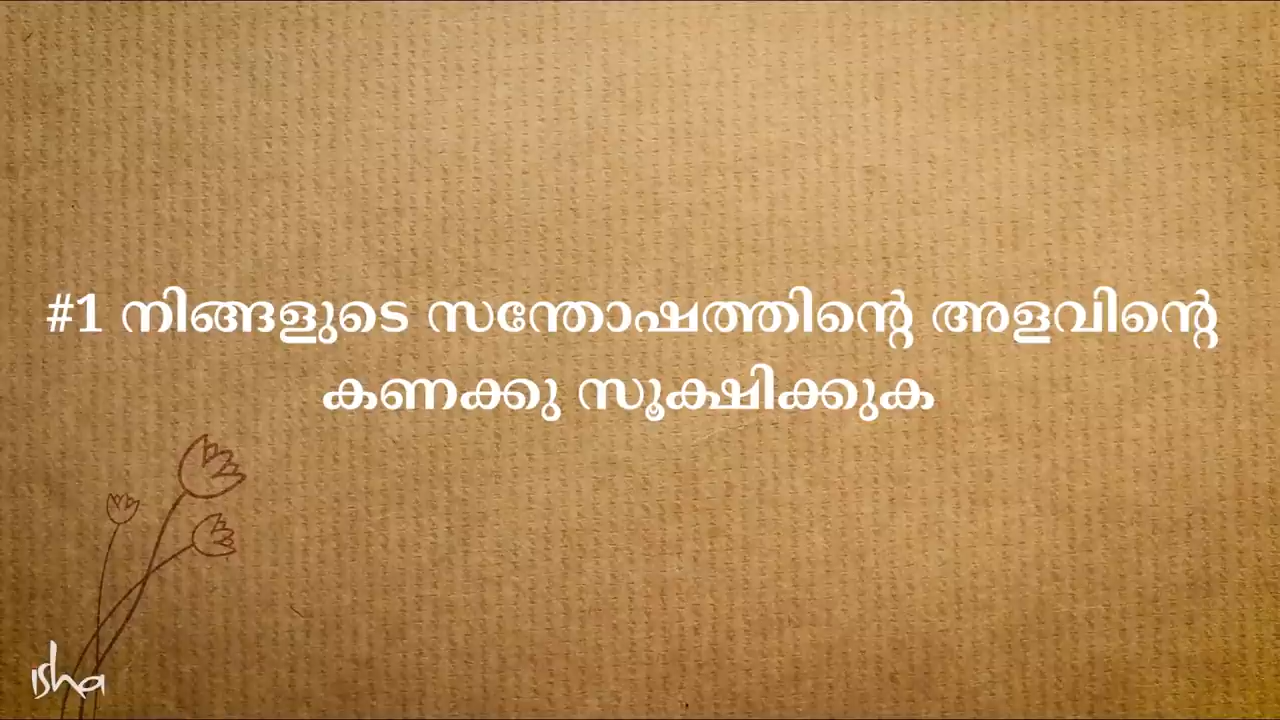 #1 നിങ്ങളുടെ സന്തോഷത്തിന്റെ അളവിന്റെ
കണക്കു സൂക്ഷിക്കുക
isha